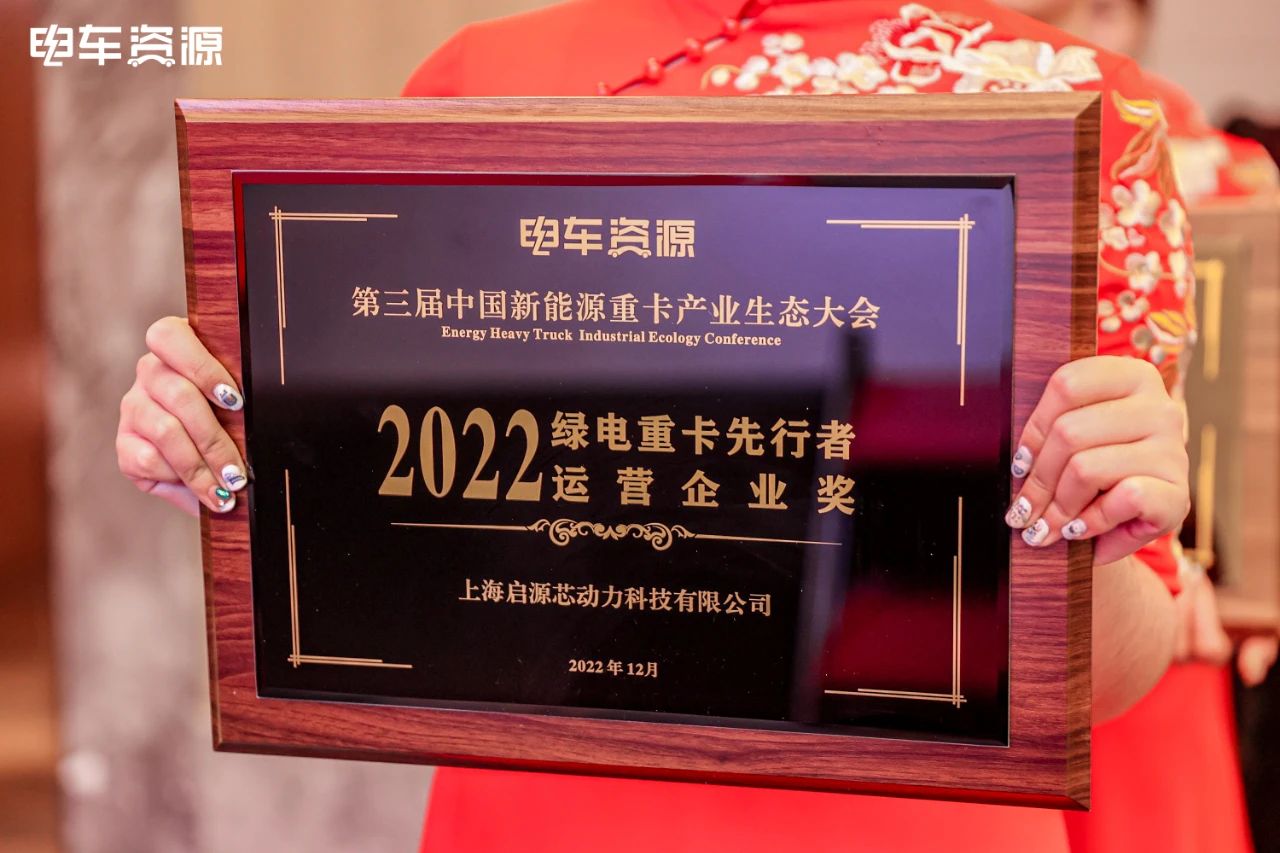 电车资源
电车资源
第三届中国新能源重卡产业生态大会
Energy Heavy Truck Industrial Ecology Conference
2022 绿电重卡先行者
运营企业奖
上海启源芯动力科技有限公司
2022年12月